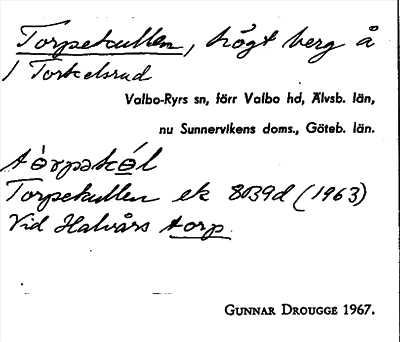 Torpekullen, högt berg å
1 Torkelsrud
Valbo-Ryrs sn, förr Valbo hd, Älvsb. län,
nu Sunnervikens doms., Göteb. län.
tòrpəkól
Torpekullen ek 8039d (1963)
Vid Halvårs torp.
GUNNAR DROUGGE 1967.